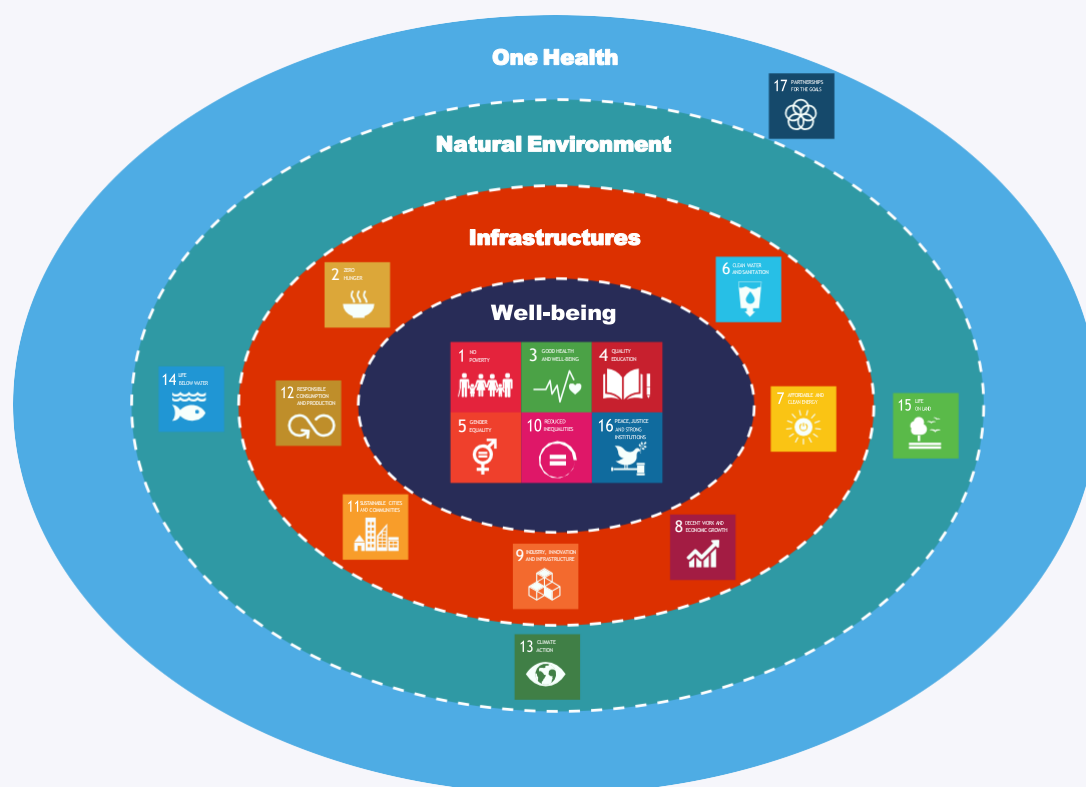 One Health
17 PARTNERSHIPS
FOR THE GOALS
Natural Environment
Infrastructures
2 ZERO
HUNGER
6 CLEAN WATER
AND SANITATION
Well-being
1 NO
POVERTY
3 GOOD HEALTH
AND WELL-BEING
4 QUALITY
EDUCATION
14 LIFE
BELOW WATER
12 RESPONSIBLE
CONSUMPTION
AND PRODUCTION
7 AFFORDABLE AND
CLEAN ENERGY
15 LIFE
ON LAND
5 GENDER
EQUALITY
10 REDUCED
INEQUALITIES
16 PEACE, JUSTICE
AND STRONG
INSTITUTIONS
11 SUSTAINABLE CITIES
AND COMMUNITIES
8 DECENT WORK AND
ECONOMIC GROWTH
9 INDUSTRY, INNOVATION
AND INFRASTRUCTURE
13 CLIMATE
ACTION